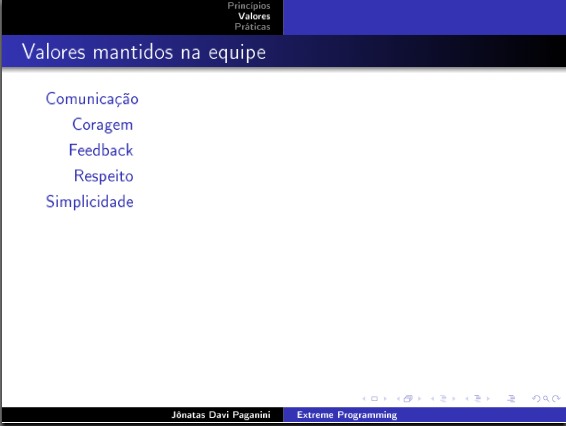 Princípios
Valores
Práticas
Valores mantidos na equipe
Comunicação
Coragem
Feedback
Respeito
Simplicidade
Jônatas Davi Paganini Extreme Programming